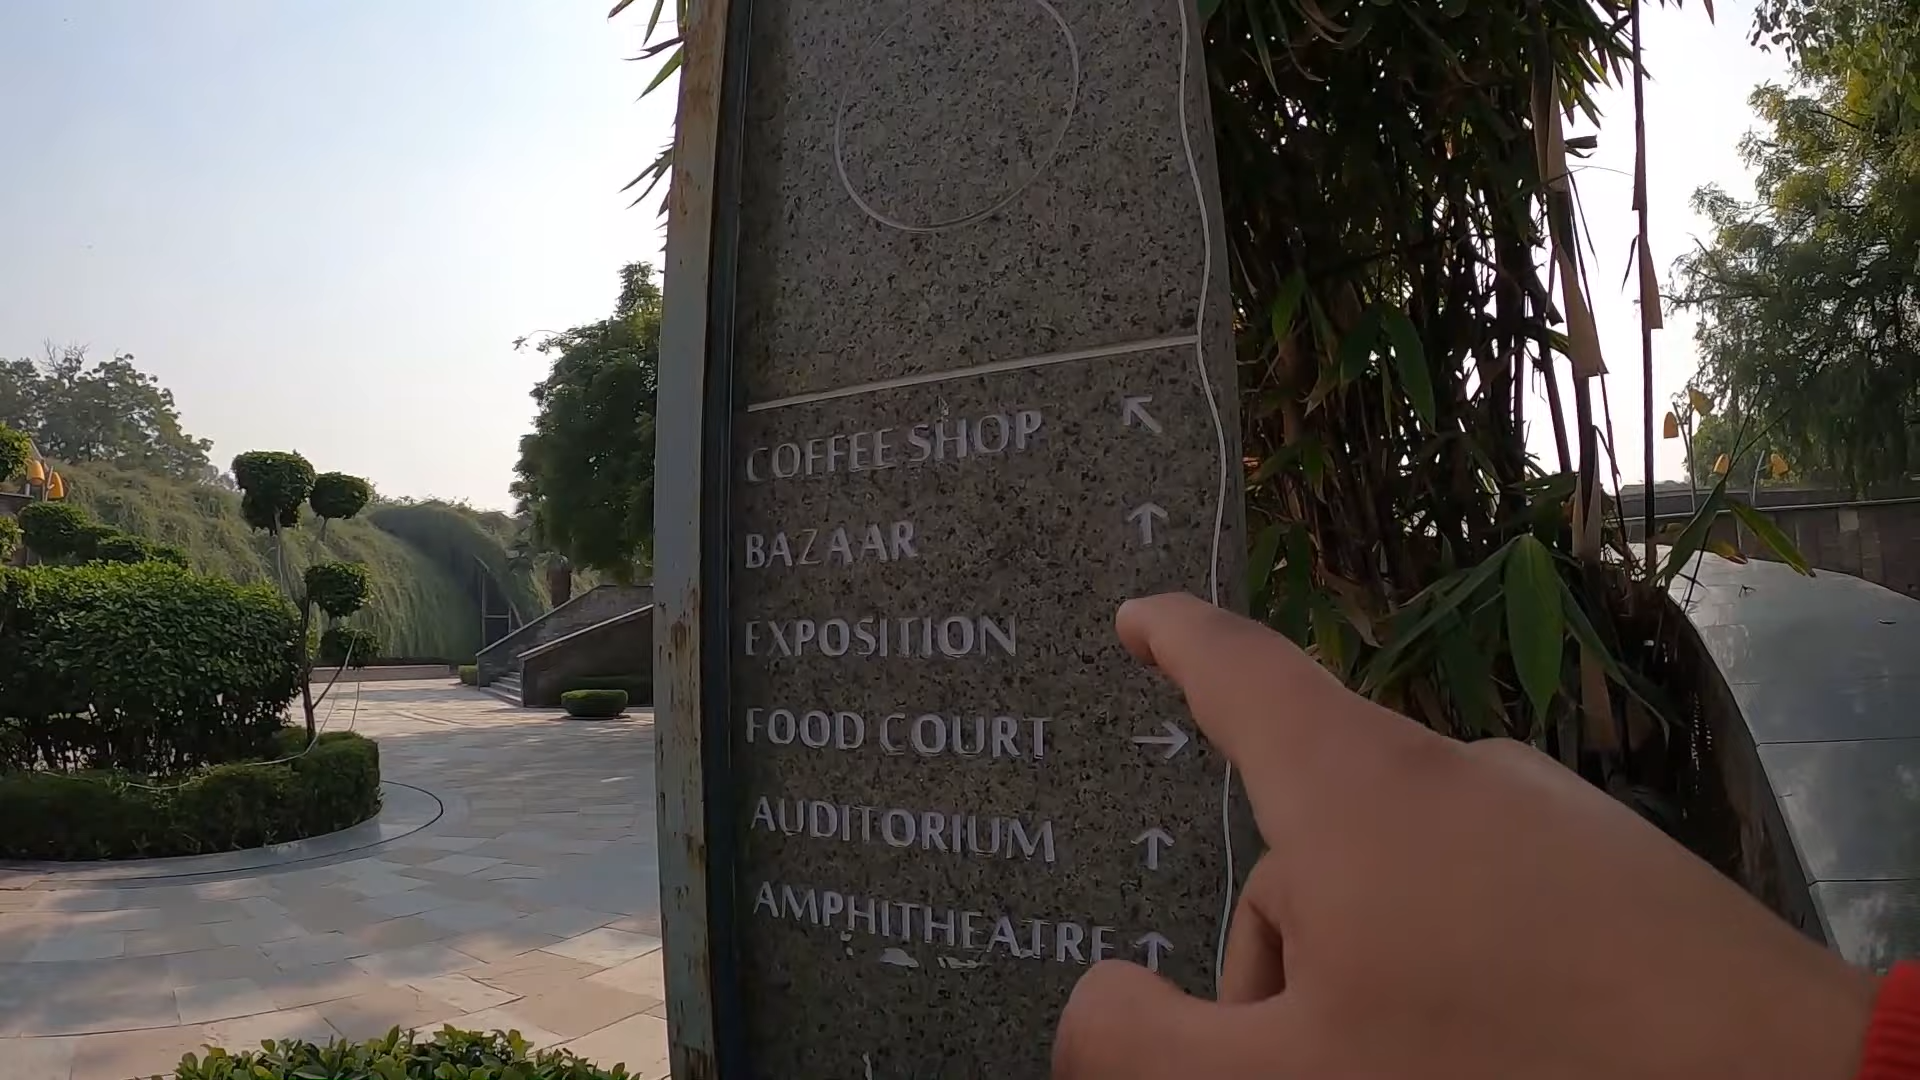 COFFEE SHOP ↖
BAZAAR ↑
EXPOSITION
FOOD COURT →
AUDITORIUM ↑
AMPHITHEATRE ↑